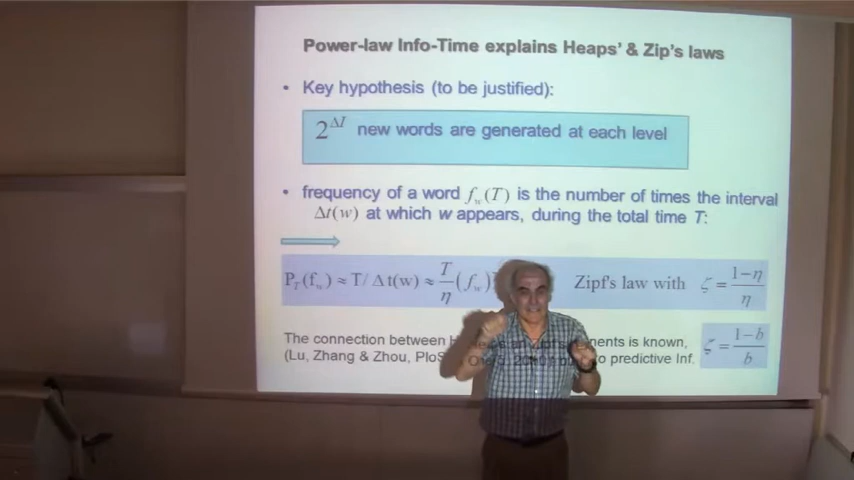 Power-law Info-Time explains Heaps' & Zip's laws
• Key hypothesis (to be justified):
2^{ΔI} new words are generated at each level
• frequency of a word f_w(T) is the number of times the interval
Δt(w) at which w appears, during the total time T:
P_T(f_w) ≈ T/Δt(w) ≈ T/η (f_w) Zipf's law with ζ = 1−η/η
The connection between is known,
(Lu, Zhang & Zhou, PloS predictive Inf.
ζ = 1−b/b